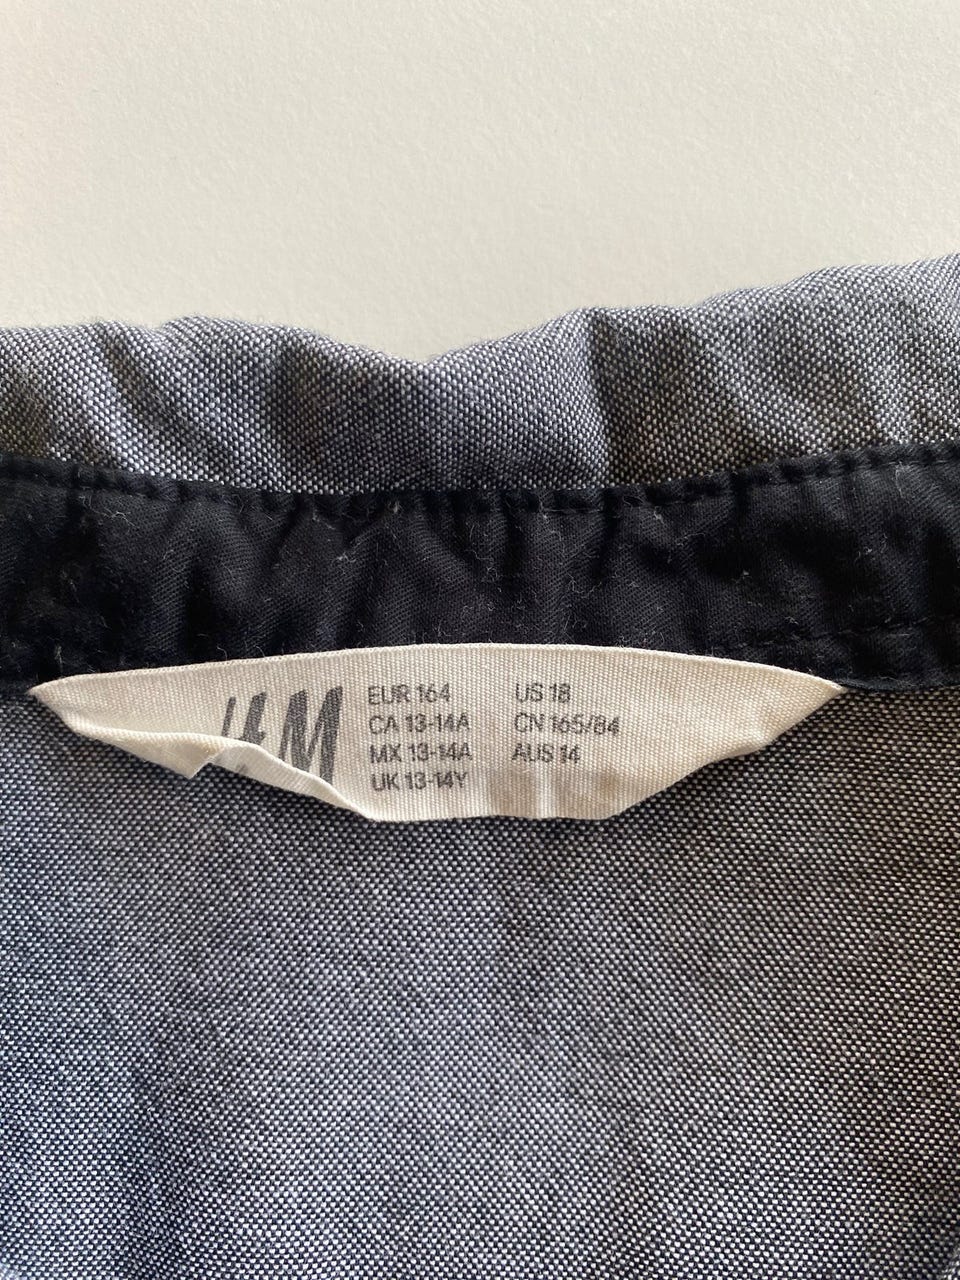 H&M
EUR 164
CA 13-14A
MX 13-14A
UK 13-14Y
US 18
CN 165/84
AUS 14